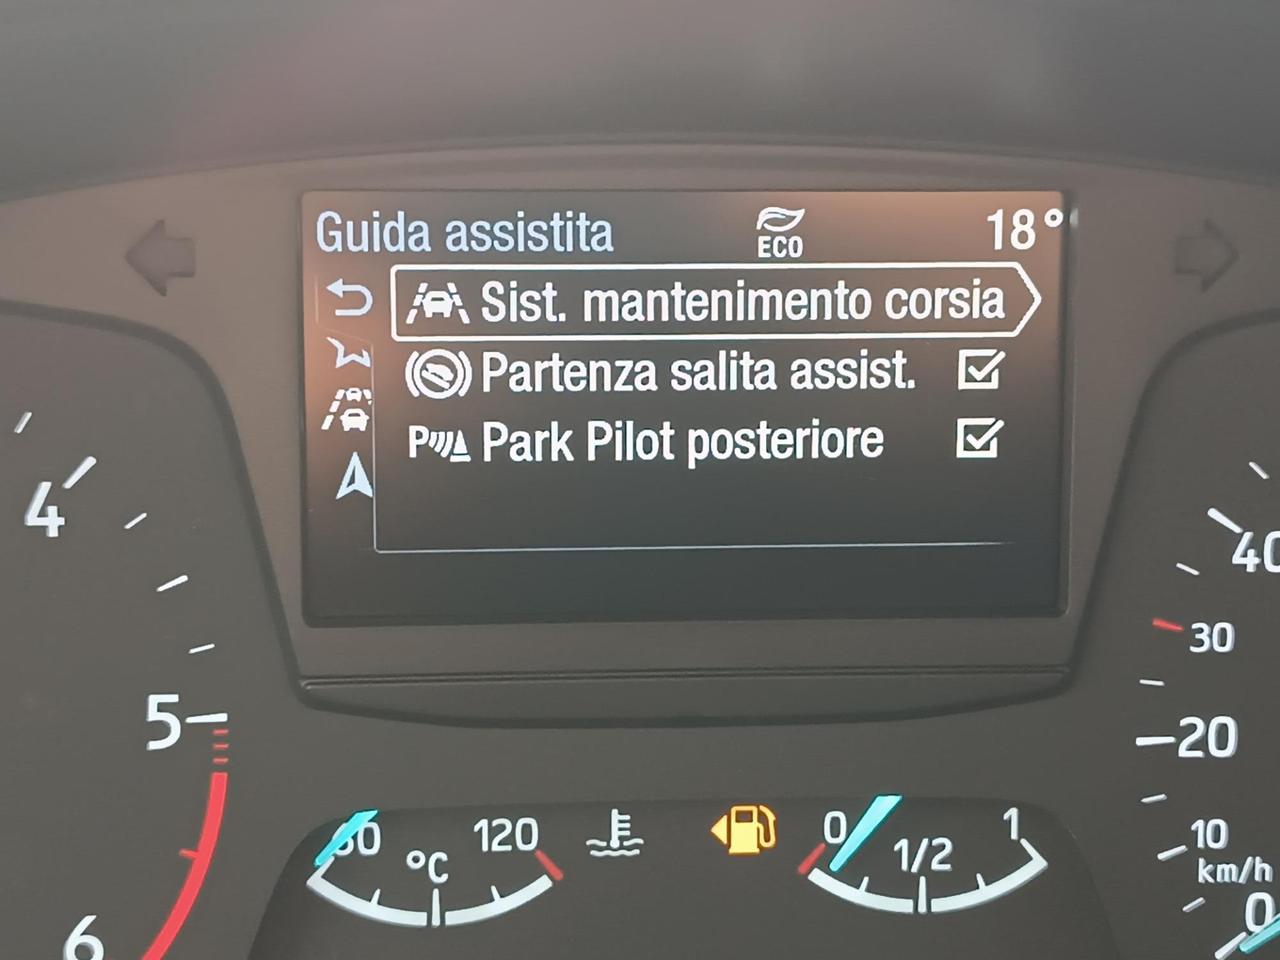 Guida assistita
ECO
18°
Sist. mantenimento corsia
Partenza salita assist.
P Park Pilot posteriore
4
5
6
40
30
20
10
km/h
0
120
°C
0
1/2
1